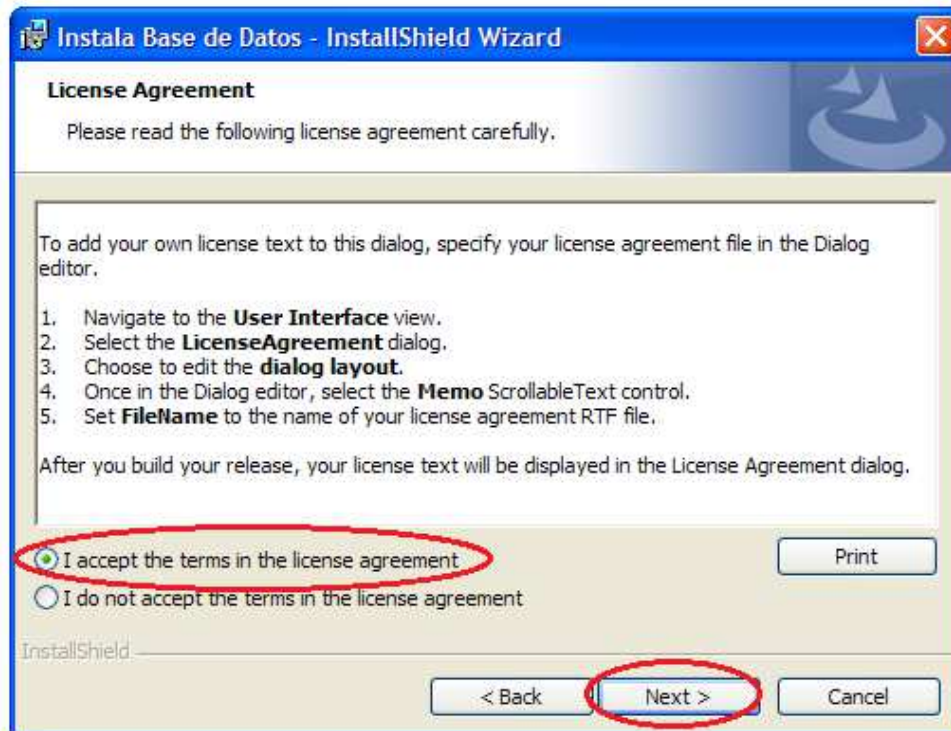 Instala Base de Datos - InstallShield Wizard
License Agreement
Please read the following license agreement carefully.
To add your own license text to this dialog, specify your license agreement file in the Dialog
editor.
1. Navigate to the User Interface view.
2. Select the LicenseAgreement dialog.
3. Choose to edit the dialog layout.
4. Once in the Dialog editor, select the Memo ScrollableText control.
5. Set FileName to the name of your license agreement RTF file.
After you build your release, your license text will be displayed in the License Agreement dialog.
I accept the terms in the license agreement
Print
I do not accept the terms in the license agreement
InstallShield
< Back Next > Cancel